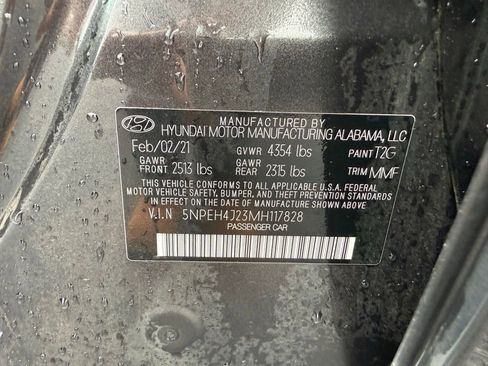 MANUFACTURED BY
HYUNDAI MOTOR MANUFACTURING ALABAMA, LLC
Feb/02/21 GVWR 4354 lbs PAINT T2G
GAWR FRONT 2513 lbs GAWR REAR 2315 lbs TRIM MMF
THIS VEHICLE CONFORMS TO ALL APPLICABLE U.S.A. FEDERAL
MOTOR VEHICLE SAFETY, BUMPER, AND THEFT PREVENTION STANDARDS
IN EFFECT ON THE DATE OF MANUFACTURE SHOWN ABOVE.
V.I.N 5NPEH4J23MH117828
PASSENGER CAR